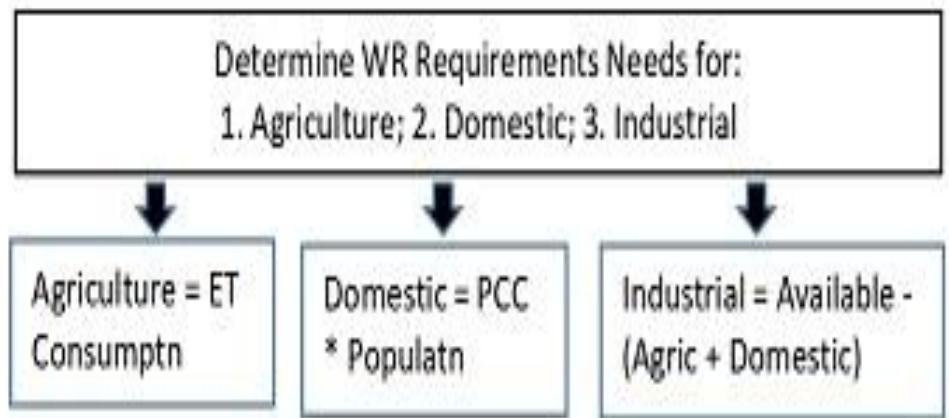 Determine WR Requirements Needs for:
1. Agriculture; 2. Domestic; 3. Industrial
Agriculture = ET
Consumptn
Domestic = PCC
* Populatn
Industrial = Available -
(Agric + Domestic)